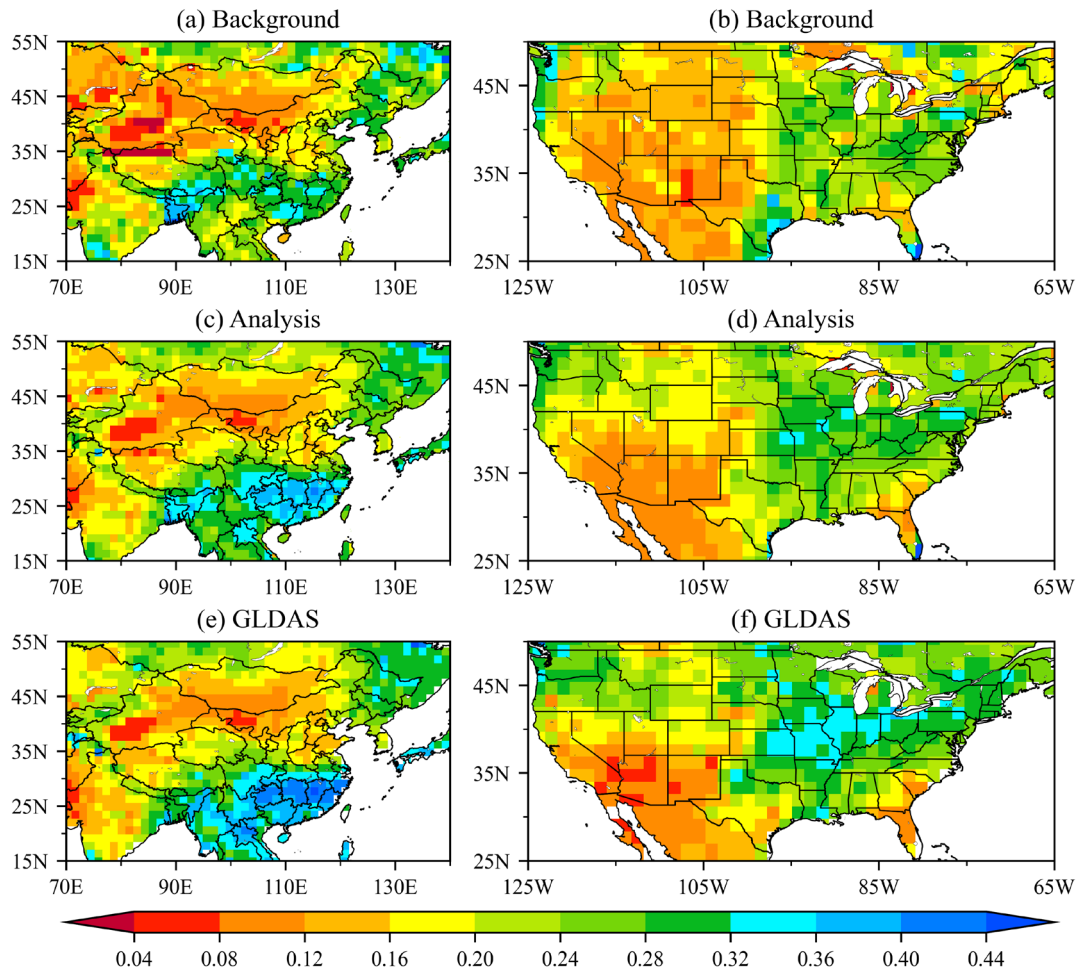 (a) Background
(b) Background
55N
45N
35N
25N
15N
70E 90E 110E 130E
45N
35N
25N
125W 105W 85W 65W
(c) Analysis
(d) Analysis
55N
45N
35N
25N
15N
70E 90E 110E 130E
45N
35N
25N
125W 105W 85W 65W
(e) GLDAS
(f) GLDAS
55N
45N
35N
25N
15N
70E 90E 110E 130E
45N
35N
25N
125W 105W 85W 65W
0.04 0.08 0.12 0.16 0.20 0.24 0.28 0.32 0.36 0.40 0.44